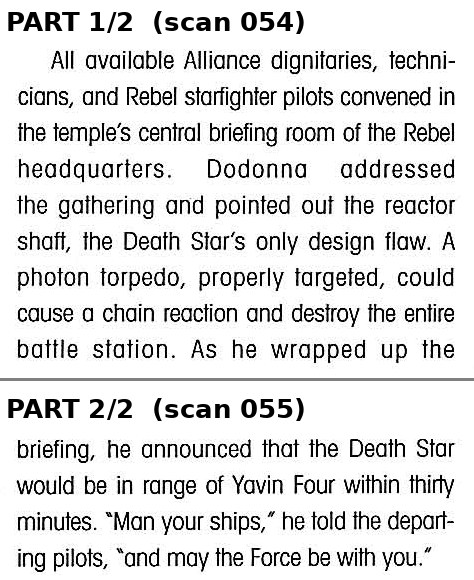 PART 1/2 (scan 054)
All available Alliance dignitaries, techni-
cians, and Rebel starfighter pilots convened in
the temple's central briefing room of the Rebel
headquarters. Dodonna addressed
the gathering and pointed out the reactor
shaft, the Death Star's only design flaw. A
photon torpedo, properly targeted, could
cause a chain reaction and destroy the entire
battle station. As he wrapped up the
PART 2/2 (scan 055)
briefing, he announced that the Death Star
would be in range of Yavin Four within thirty
minutes. “Man your ships,” he told the depart-
ing pilots, “and may the Force be with you.”